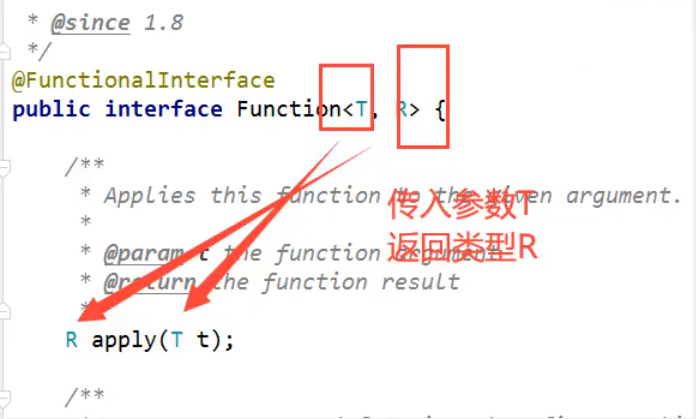 * @since 1.8
*/
@FunctionalInterface
public interface Function<T, R> {
/**
* Applies this function to the given argument.
*
* @param t the function argument
* @return the function result
*
R apply(T t);
/**
传入参数T
返回类型R